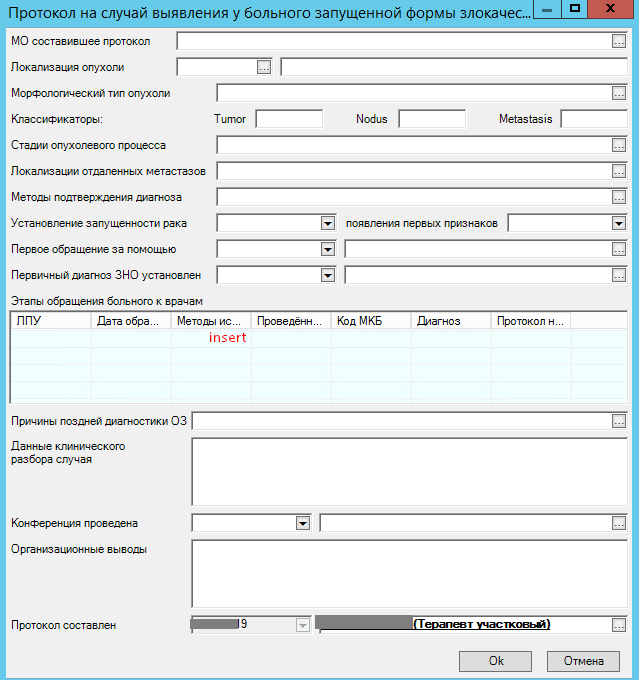 Протокол на случай выявления у больного запущенной формы злокачес...
МО составившее протокол ...
Локализация опухоли ...
Морфологический тип опухоли ...
Классификаторы: Tumor Nodus Metastasis
Стадии опухолевого процесса ...
Локализации отдаленных метастазов ...
Методы подтверждения диагноза ...
Установление запущенности рака появления первых признаков
Первое обращение за помощью ...
Первичный диагноз ЗНО установлен ...
Этапы обращения больного к врачам
ЛПУ Дата обра... Методы ис... Проведённ... Код МКБ Диагноз Протокол н...
insert
Причины поздней диагностики ОЗ ...
Данные клинического
разбора случая
Конференция проведена ...
Организационные выводы
Протокол составлен 19 (Терапевт участковый) ...
Ok Отмена